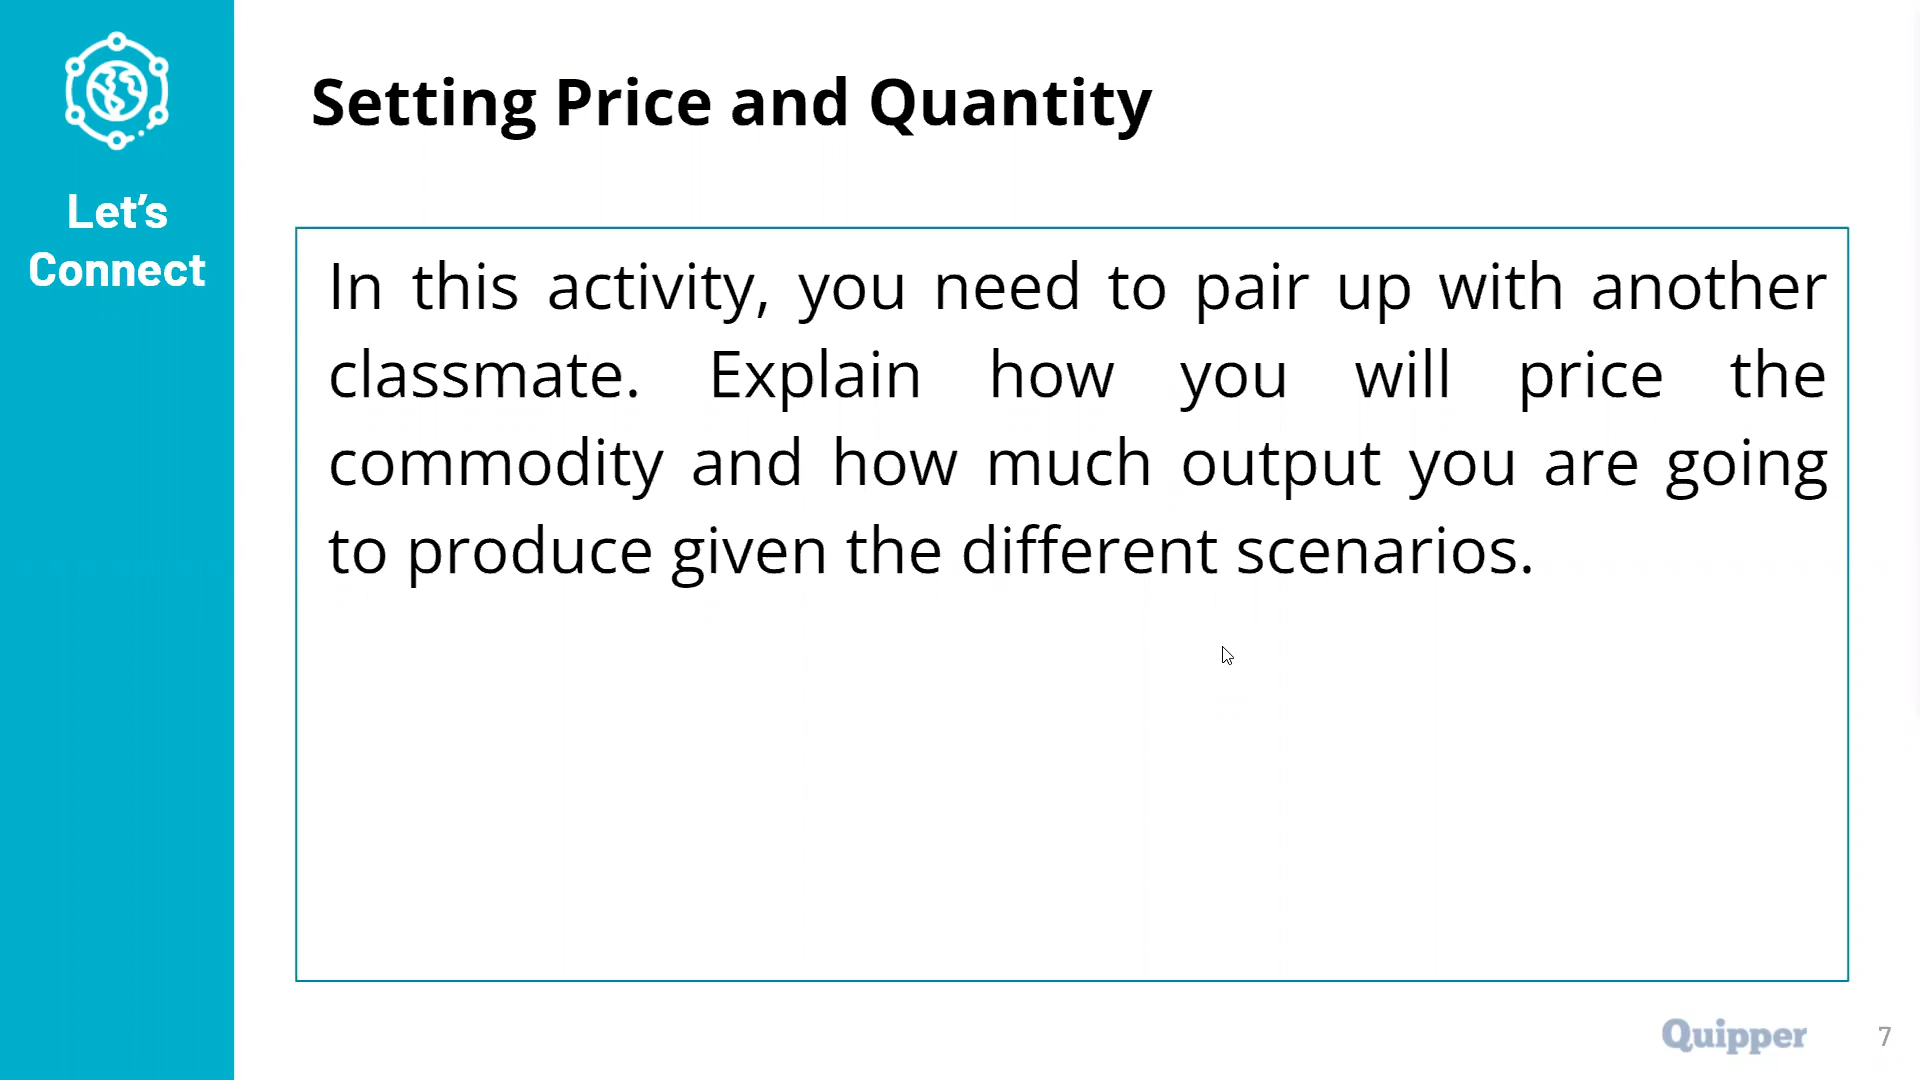 Let’s
Connect
Setting Price and Quantity
In this activity, you need to pair up with another
classmate. Explain how you will price the
commodity and how much output you are going
to produce given the different scenarios.
Quipper
7